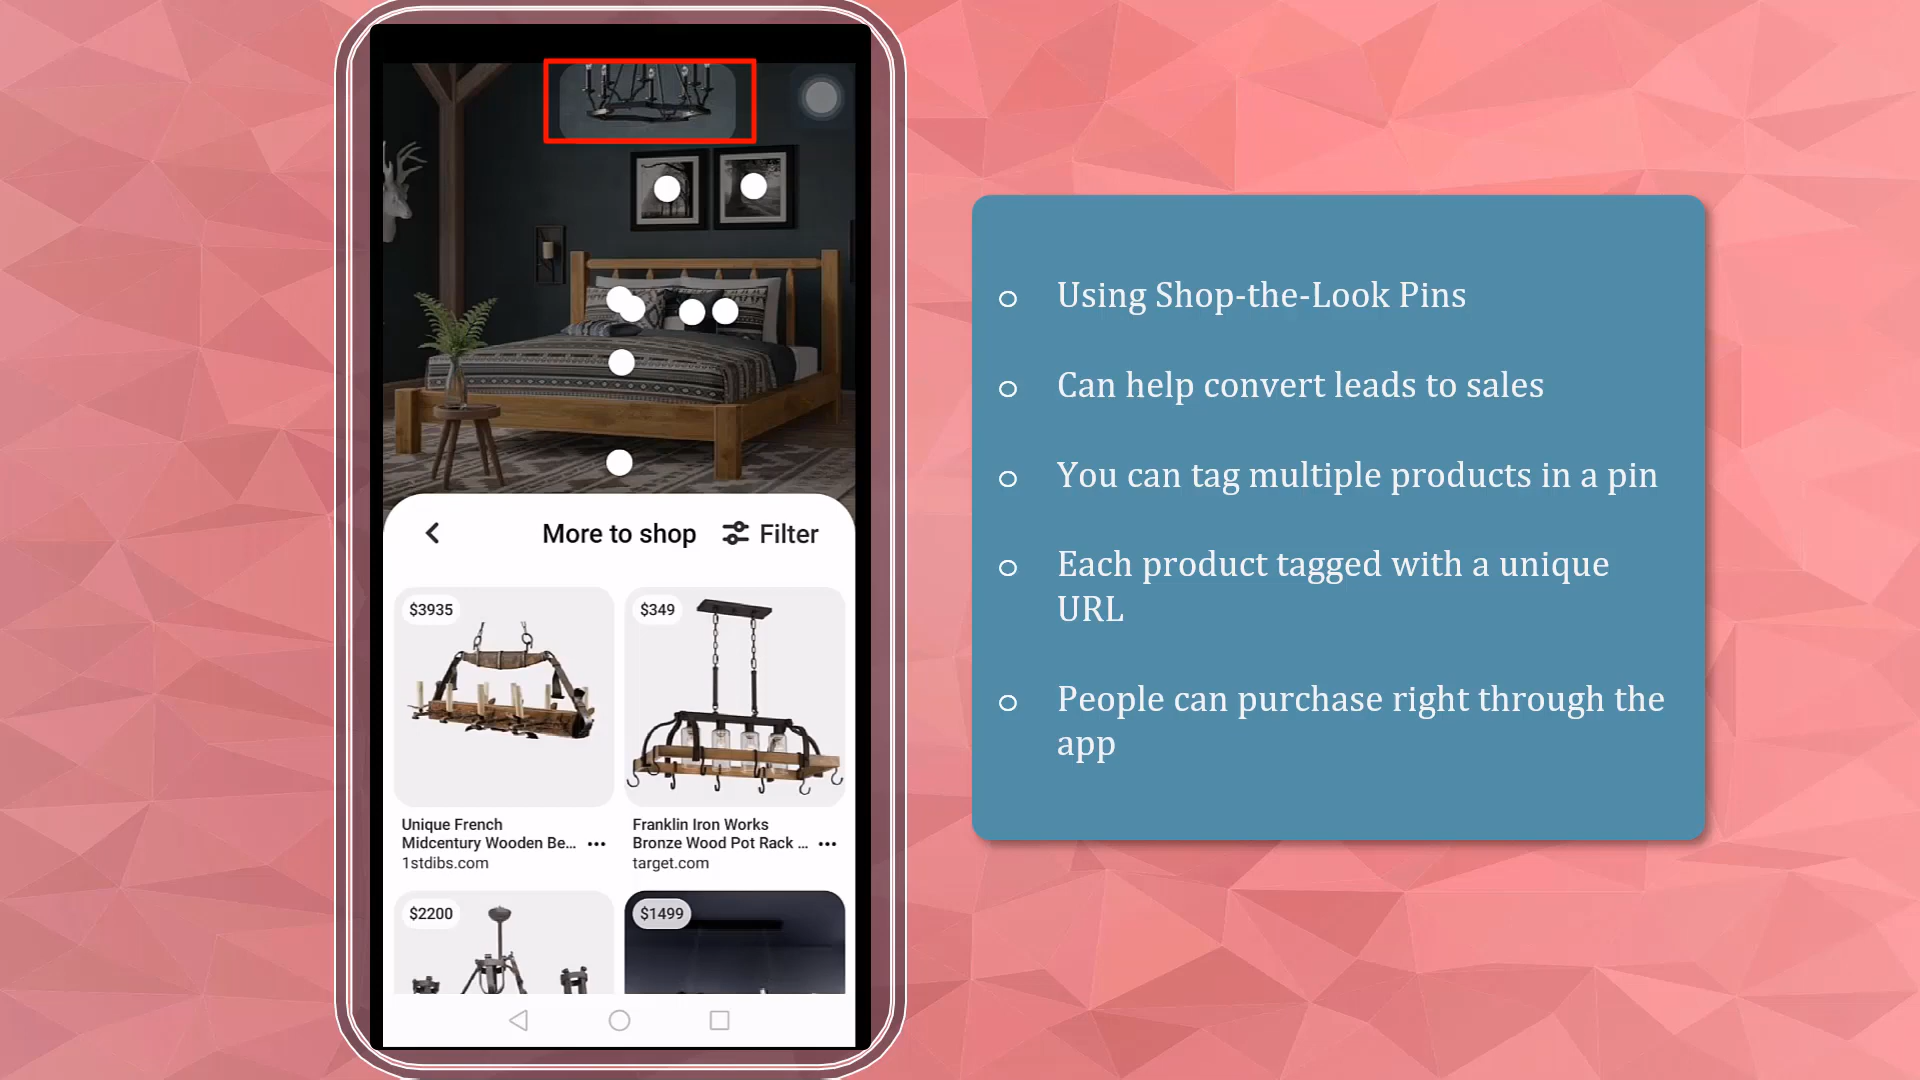 More to shop
Filter
$3935
$349
Unique French
Midcentury Wooden Be...
1stdibs.com
Franklin Iron Works
Bronze Wood Pot Rack ...
target.com
$2200
$1499
Using Shop-the-Look Pins
Can help convert leads to sales
You can tag multiple products in a pin
Each product tagged with a unique
URL
People can purchase right through the
app